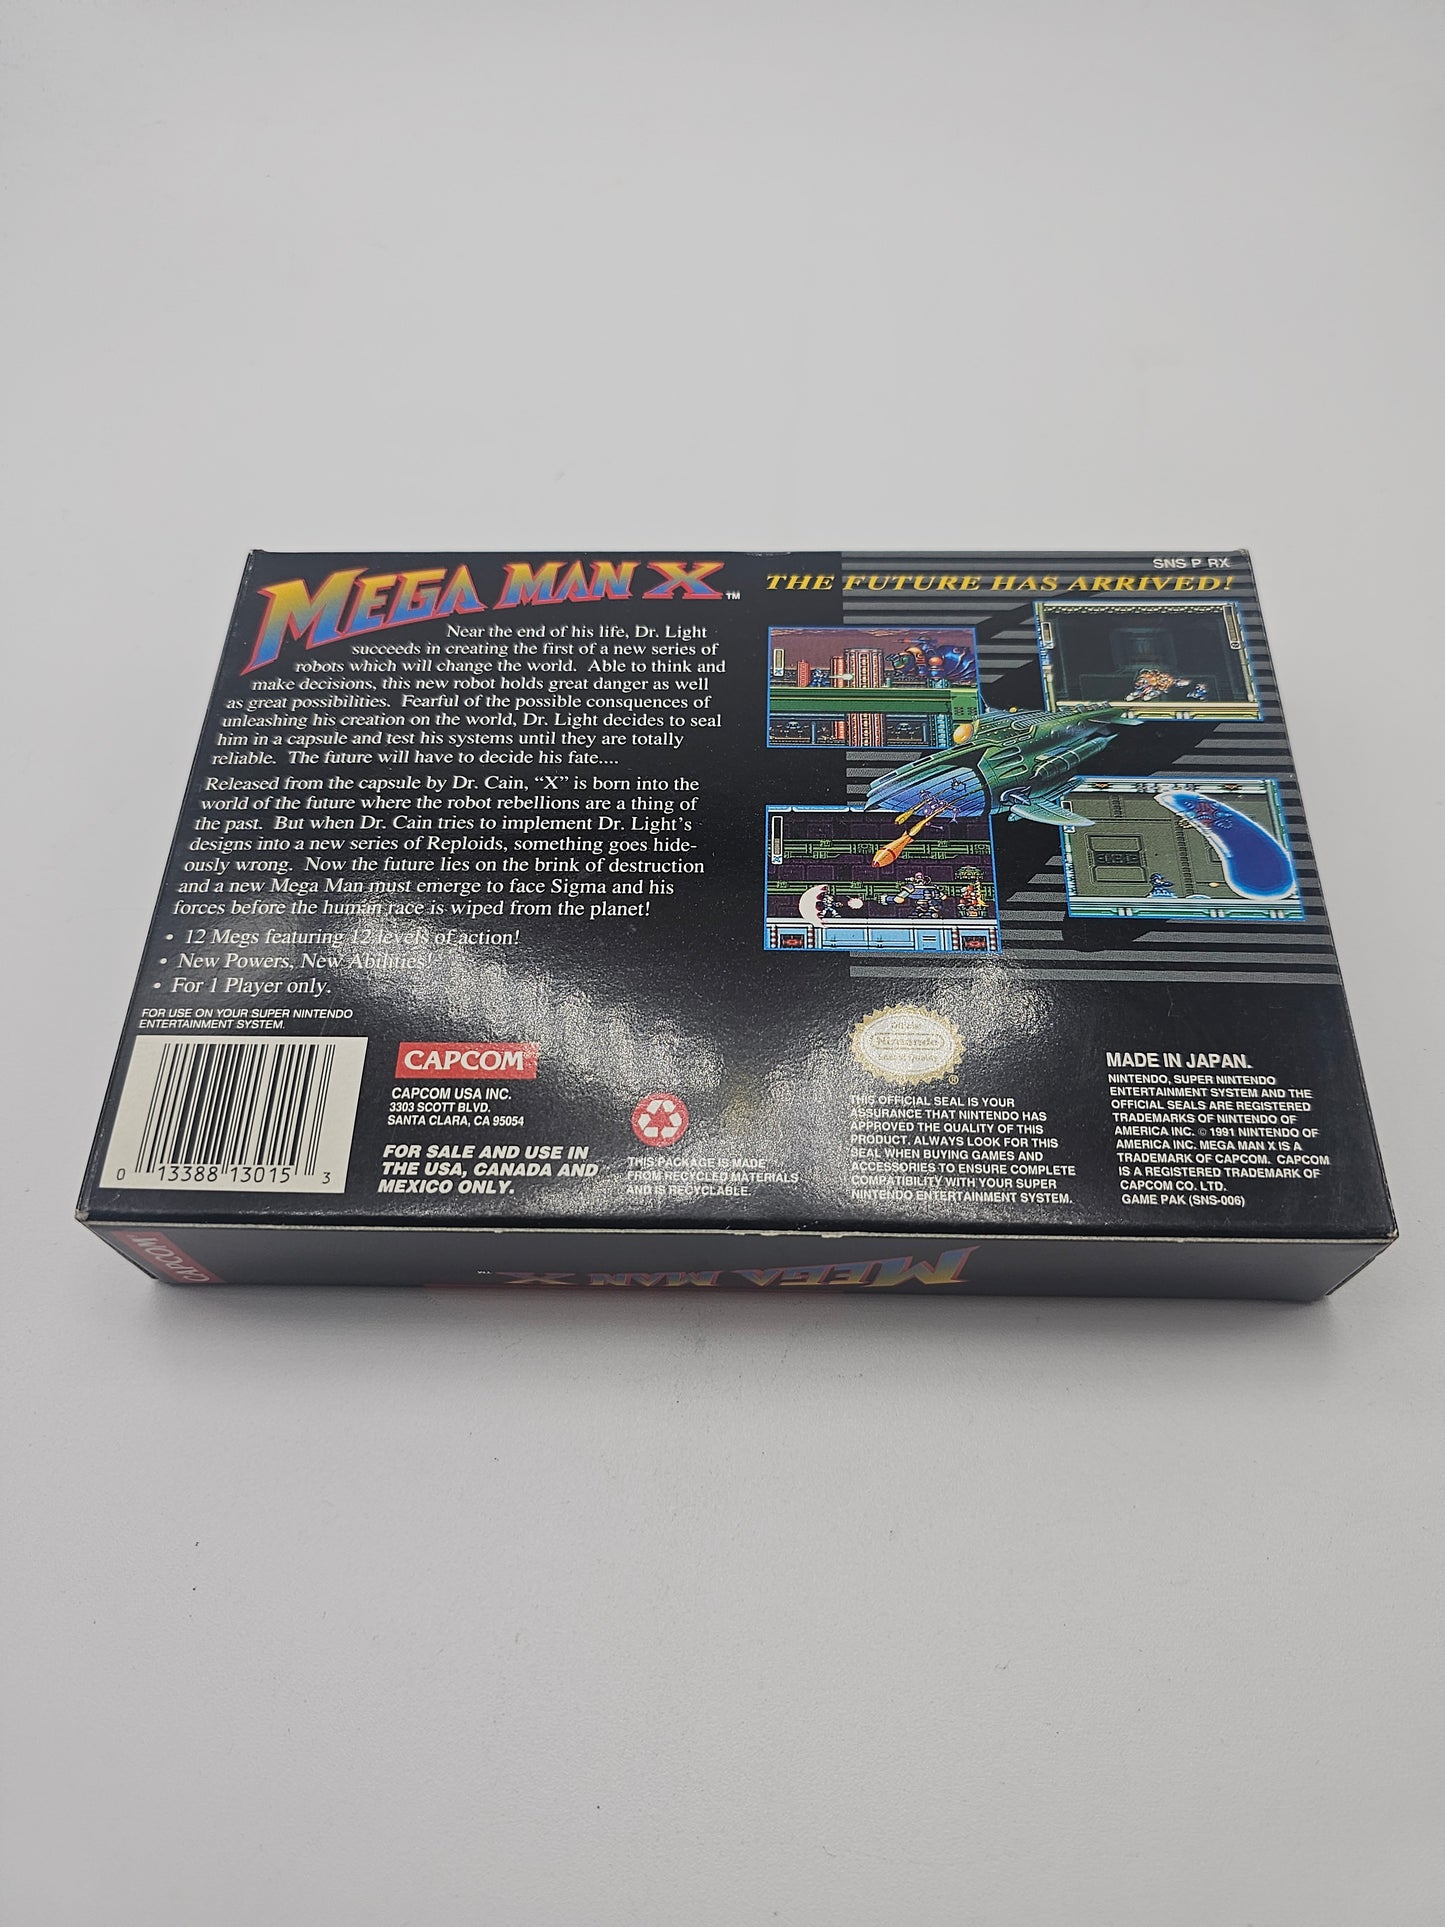 MEGA MAN X™
Near the end of his life, Dr. Light
succeeds in creating the first of a new series of
robots which will change the world. Able to think and
make decisions, this new robot holds great danger as well
as great possibilities. Fearful of the possible consquences of
unleashing his creation on the world, Dr. Light decides to seal
him in a capsule and test his systems until they are totally
reliable. The future will have to decide his fate....
Released from the capsule by Dr. Cain, “X” is born into the
world of the future where the robot rebellions are a thing of
the past. But when Dr. Cain tries to implement Dr. Light's
designs into a new series of Reploids, something goes hide-
ously wrong. Now the future lies on the brink of destruction
and a new Mega Man must emerge to face Sigma and his
forces before the human race is wiped from the planet!
• 12 Megs featuring 12 levels of action!
• New Powers, New Abilities!
• For 1 Player only.
FOR USE ON YOUR SUPER NINTENDO
ENTERTAINMENT SYSTEM.
0 13388 13015 3
CAPCOM
CAPCOM USA INC.
3303 SCOTT BLVD.
SANTA CLARA, CA 95054
FOR SALE AND USE IN
THE USA, CANADA AND
MEXICO ONLY.
THIS PACKAGE IS MADE
FROM RECYCLED MATERIALS
AND IS RECYCLABLE.
SNS P RX
THE FUTURE HAS ARRIVED!
Nintendo
®
THIS OFFICIAL SEAL IS YOUR
ASSURANCE THAT NINTENDO HAS
APPROVED THE QUALITY OF THIS
PRODUCT. ALWAYS LOOK FOR THIS
SEAL WHEN BUYING GAMES AND
ACCESSORIES TO ENSURE COMPLETE
COMPATIBILITY WITH YOUR SUPER
NINTENDO ENTERTAINMENT SYSTEM.
MADE IN JAPAN.
NINTENDO, SUPER NINTENDO
ENTERTAINMENT SYSTEM AND THE
OFFICIAL SEALS ARE REGISTERED
TRADEMARKS OF NINTENDO OF
AMERICA INC. © 1991 NINTENDO OF
AMERICA INC. MEGA MAN X IS A
TRADEMARK OF CAPCOM. CAPCOM
IS A REGISTERED TRADEMARK OF
CAPCOM CO. LTD.
GAME PAK (SNS-006)
CAPCOM
MEGA MAN X™